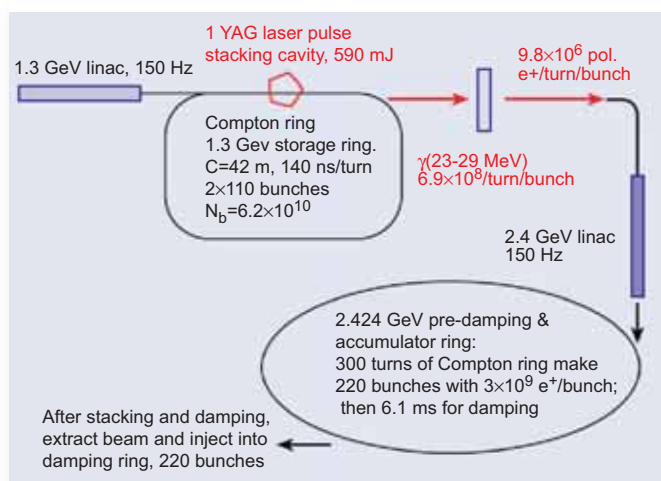 1 YAG laser pulse
stacking cavity, 590 mJ
1.3 GeV linac, 150 Hz
9.8×10⁶ pol.
e+/turn/bunch
Compton ring
1.3 Gev storage ring.
C=42 m, 140 ns/turn
2×110 bunches
N_b=6.2×10¹⁰
γ(23-29 MeV)
6.9×10⁸/turn/bunch
2.4 GeV linac
150 Hz
2.424 GeV pre-damping &
accumulator ring:
300 turns of Compton ring make
220 bunches with 3×10⁹ e⁺/bunch;
then 6.1 ms for damping
After stacking and damping,
extract beam and inject into
damping ring, 220 bunches